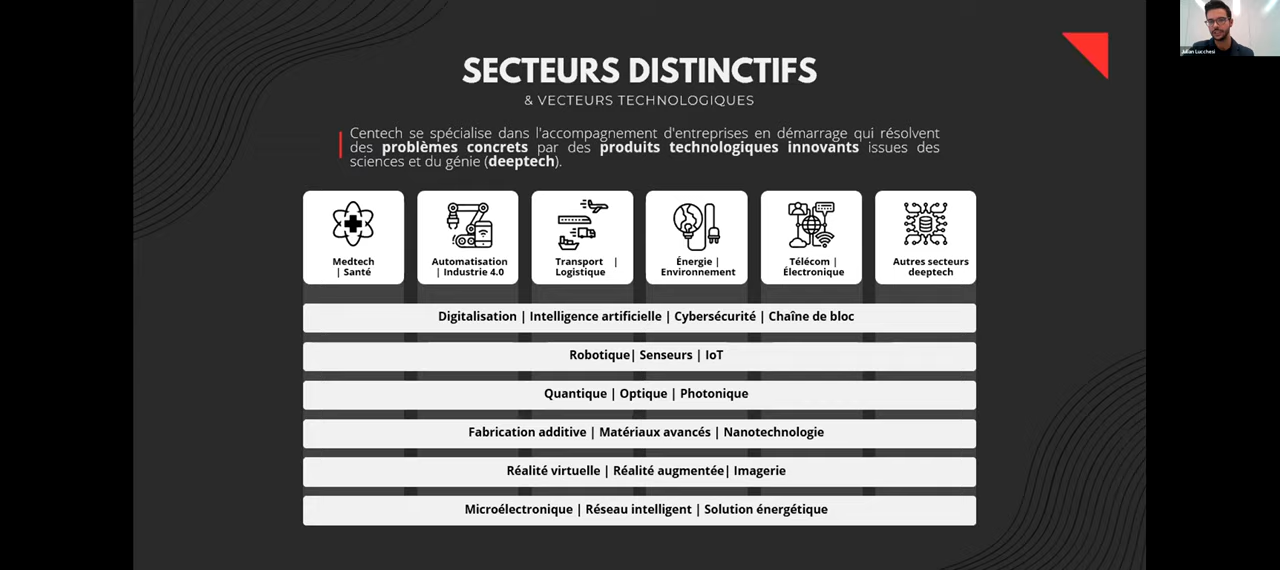 SECTEURS DISTINCTIFS
& VECTEURS TECHNOLOGIQUES
Centech se spécialise dans l'accompagnement d'entreprises en démarrage qui résolvent
des problèmes concrets par des produits technologiques innovants issues des
sciences et du génie (deeptech).
Medtech
| Santé
Automatisation
| Industrie 4.0
Transport |
Logistique
Énergie |
Environnement
Télécom |
Électronique
Autres secteurs
deeptech
Digitalisation | Intelligence artificielle | Cybersécurité | Chaîne de bloc
Robotique| Senseurs | IoT
Quantique | Optique | Photonique
Fabrication additive | Matériaux avancés | Nanotechnologie
Réalité virtuelle | Réalité augmentée| Imagerie
Microélectronique | Réseau intelligent | Solution énergétique